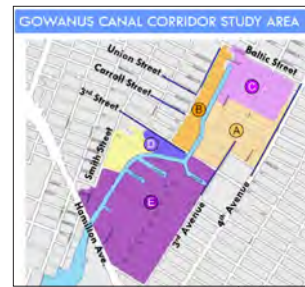 GOWANUS CANAL CORRIDOR STUDY AREA
Union Street
Baltic Street
Carroll Street
3rd Street
Smith Street
Hamilton Ave.
3rd Avenue
4th Avenue
A
B
C
D
E